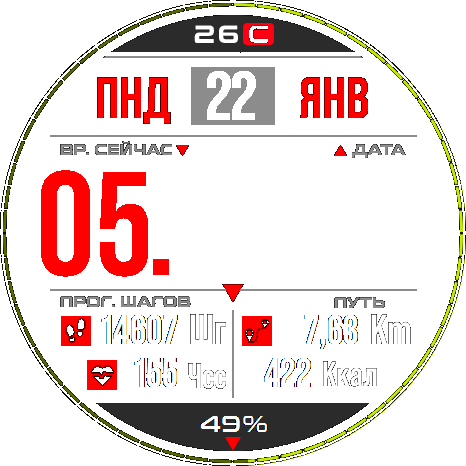 26 C
ПНД 22 ЯНВ
ВР. СЕЙЧАС ДАТА
05.
ПРОГ. ШАГОВ ПУТЬ
14607 Шг 7,63 Km
155 Чсс 422 Ккал
49%